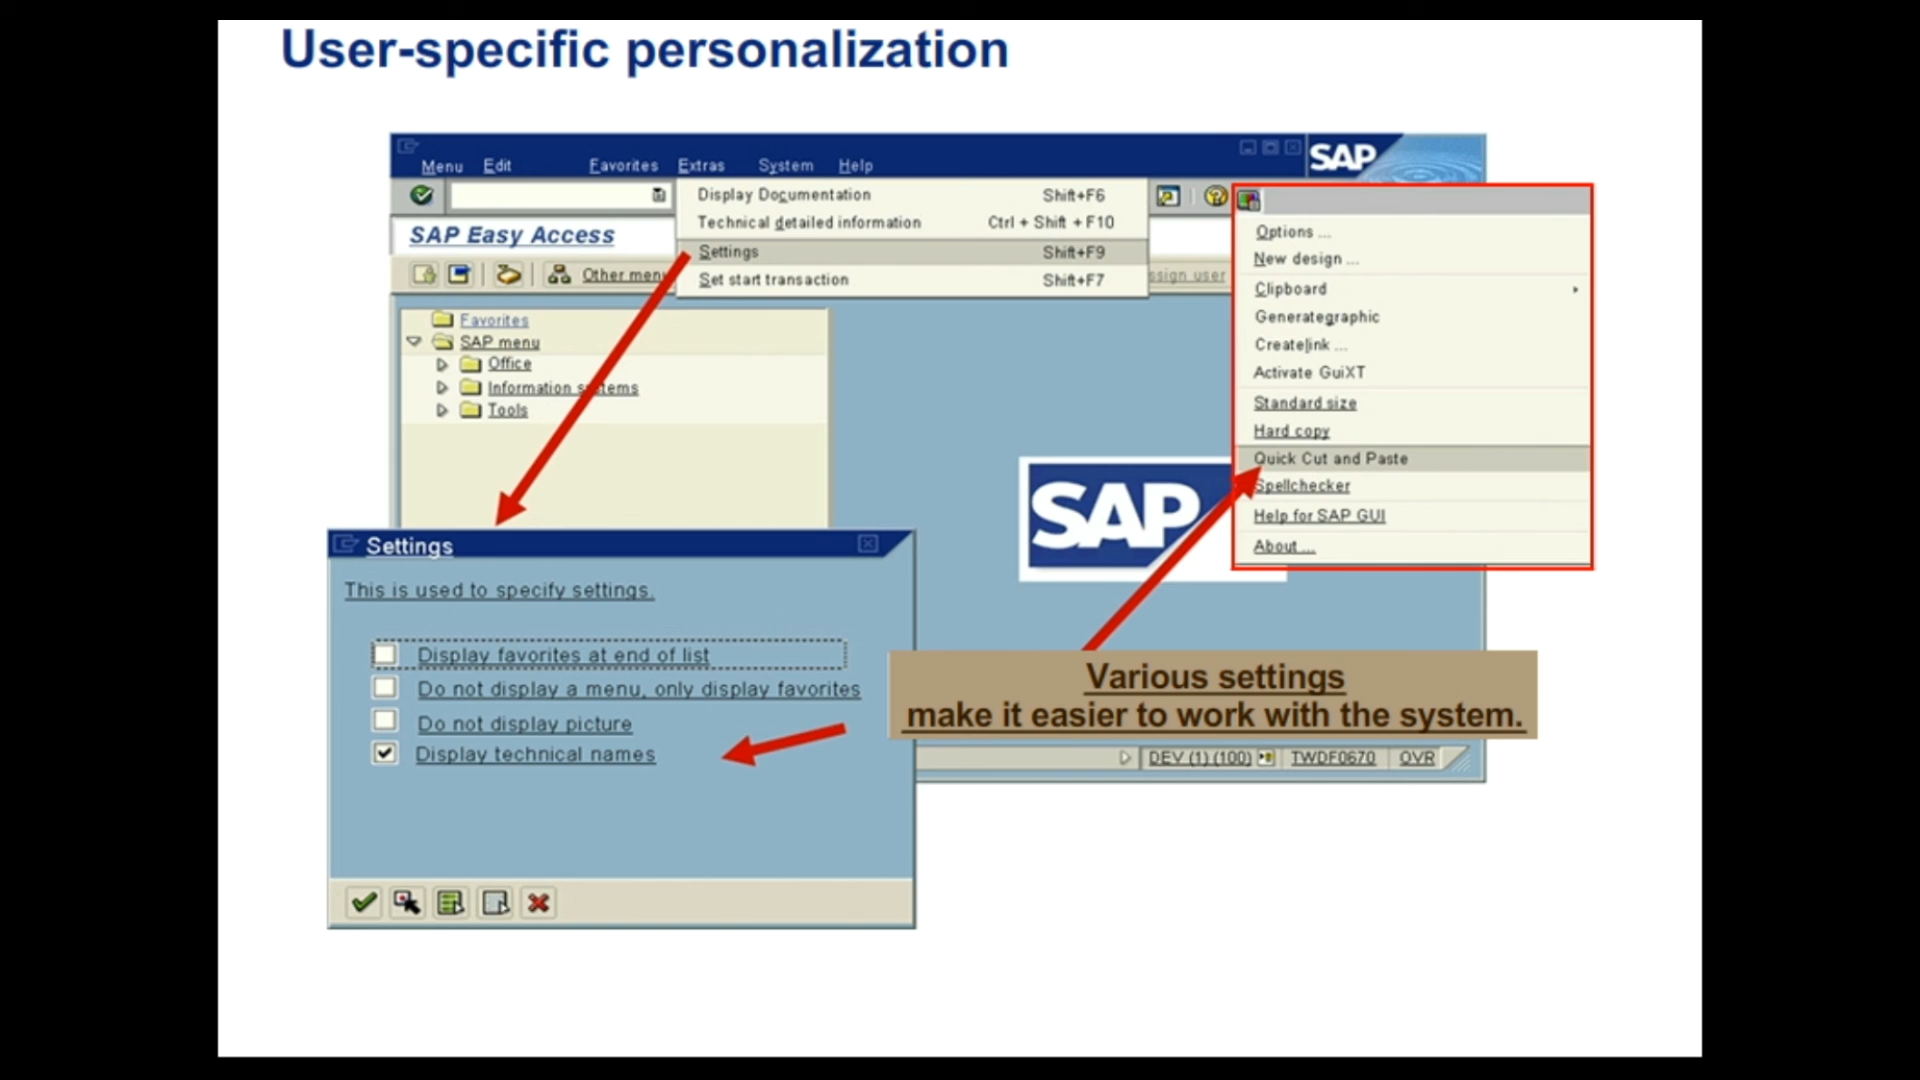 User-specific personalization
SAP
Menu Edit Favorites Extras System Help
Display Documentation Shift+F6
Technical detailed information Ctrl + Shift + F10
Settings Shift+F9
Set start transaction Shift+F7
SAP Easy Access
Other menu
ssign user
Favorites
SAP menu
Office
Information systems
Tools
Options ...
New design ...
Clipboard
Generategraphic
Createlink ...
Activate GuiXT
Standard size
Hard copy
Quick Cut and Paste
Spellchecker
Help for SAP GUI
About ...
SAP
Settings
This is used to specify settings.
Display favorites at end of list
Do not display a menu, only display favorites
Do not display picture
Display technical names
Various settings
make it easier to work with the system.
DEV (1) (100) TWDF0670 OVR